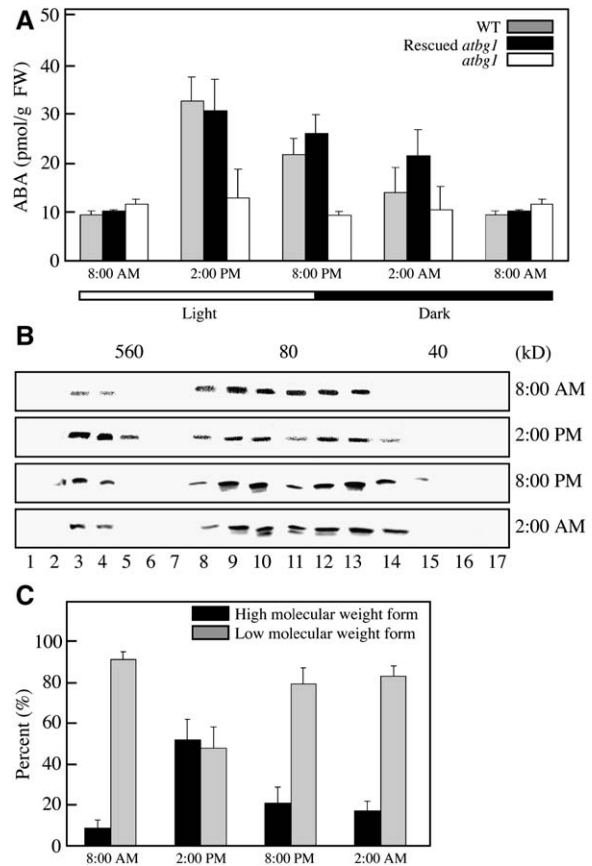 A
50
40
30
20
10
0
ABA (pmol/g FW)
WT
Rescued atbg1
atbg1
8:00 AM 2:00 PM 8:00 PM 2:00 AM 8:00 AM
Light Dark
B
560 80 40 (kD)
8:00 AM
2:00 PM
8:00 PM
2:00 AM
1 2 3 4 5 6 7 8 9 10 11 12 13 14 15 16 17
C
High molecular weight form
Low molecular weight form
100
80
60
40
20
0
Percent (%)
8:00 AM 2:00 PM 8:00 PM 2:00 AM